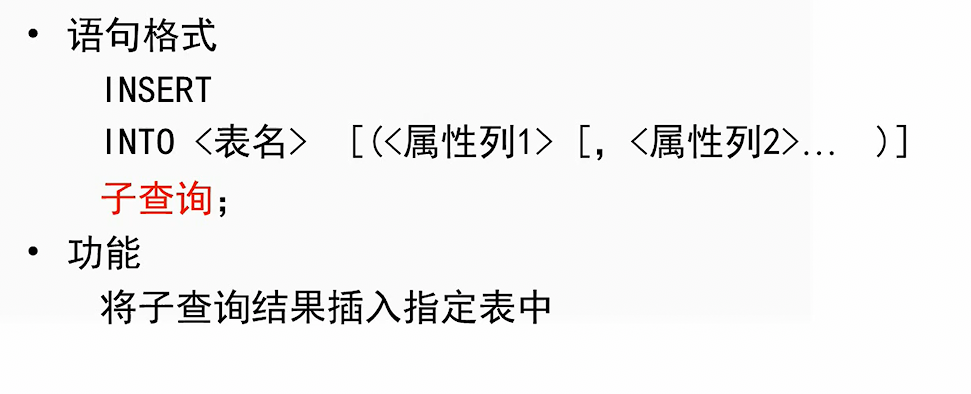 • 语句格式
INSERT
INTO <表名> [(<属性列1> [, <属性列2>... )]
子查询;
• 功能
将子查询结果插入指定表中